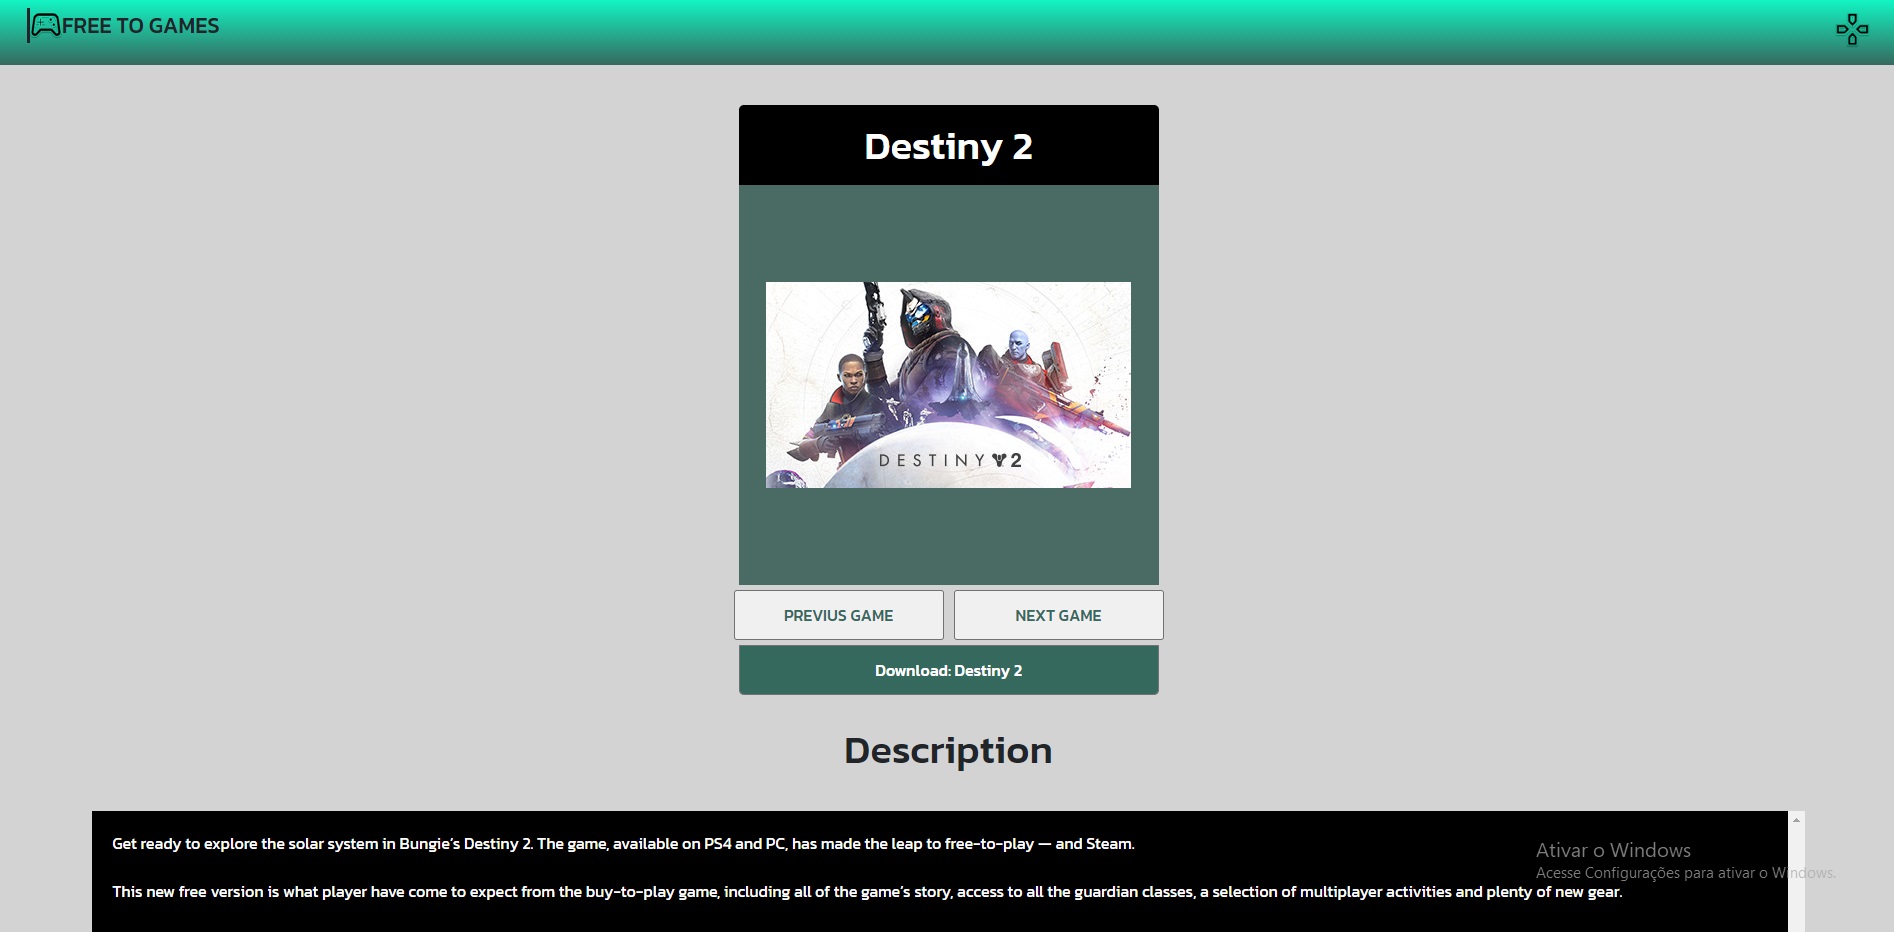 FREE TO GAMES
Destiny 2
DESTINY 2
PREVIUS GAME
NEXT GAME
Download: Destiny 2
Description
Get ready to explore the solar system in Bungie’s Destiny 2. The game, available on PS4 and PC, has made the leap to free-to-play — and Steam.
This new free version is what player have come to expect from the buy-to-play game, including all of the game’s story, access to all the guardian classes, a selection of multiplayer activities and plenty of new gear.
Ativar o Windows
Acesse Configurações para ativar o Windows.